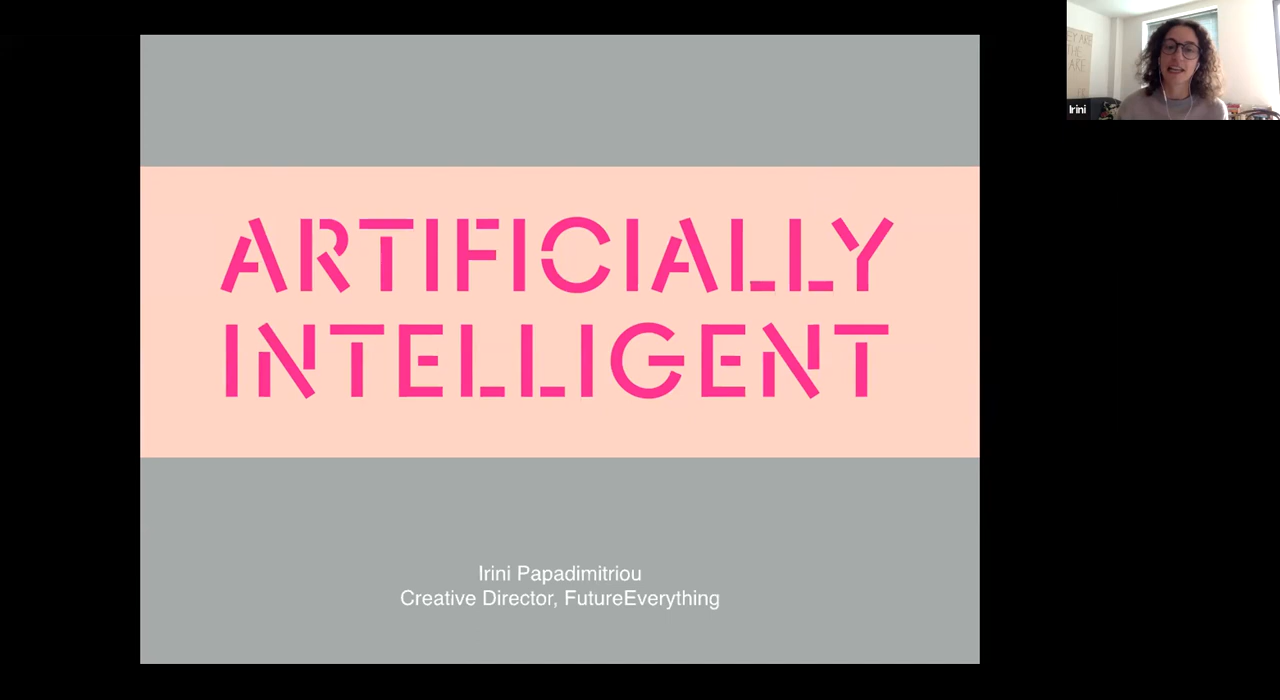 ARTIFICIALLY
INTELLIGENT
Irini Papadimitriou
Creative Director, FutureEverything
Irini